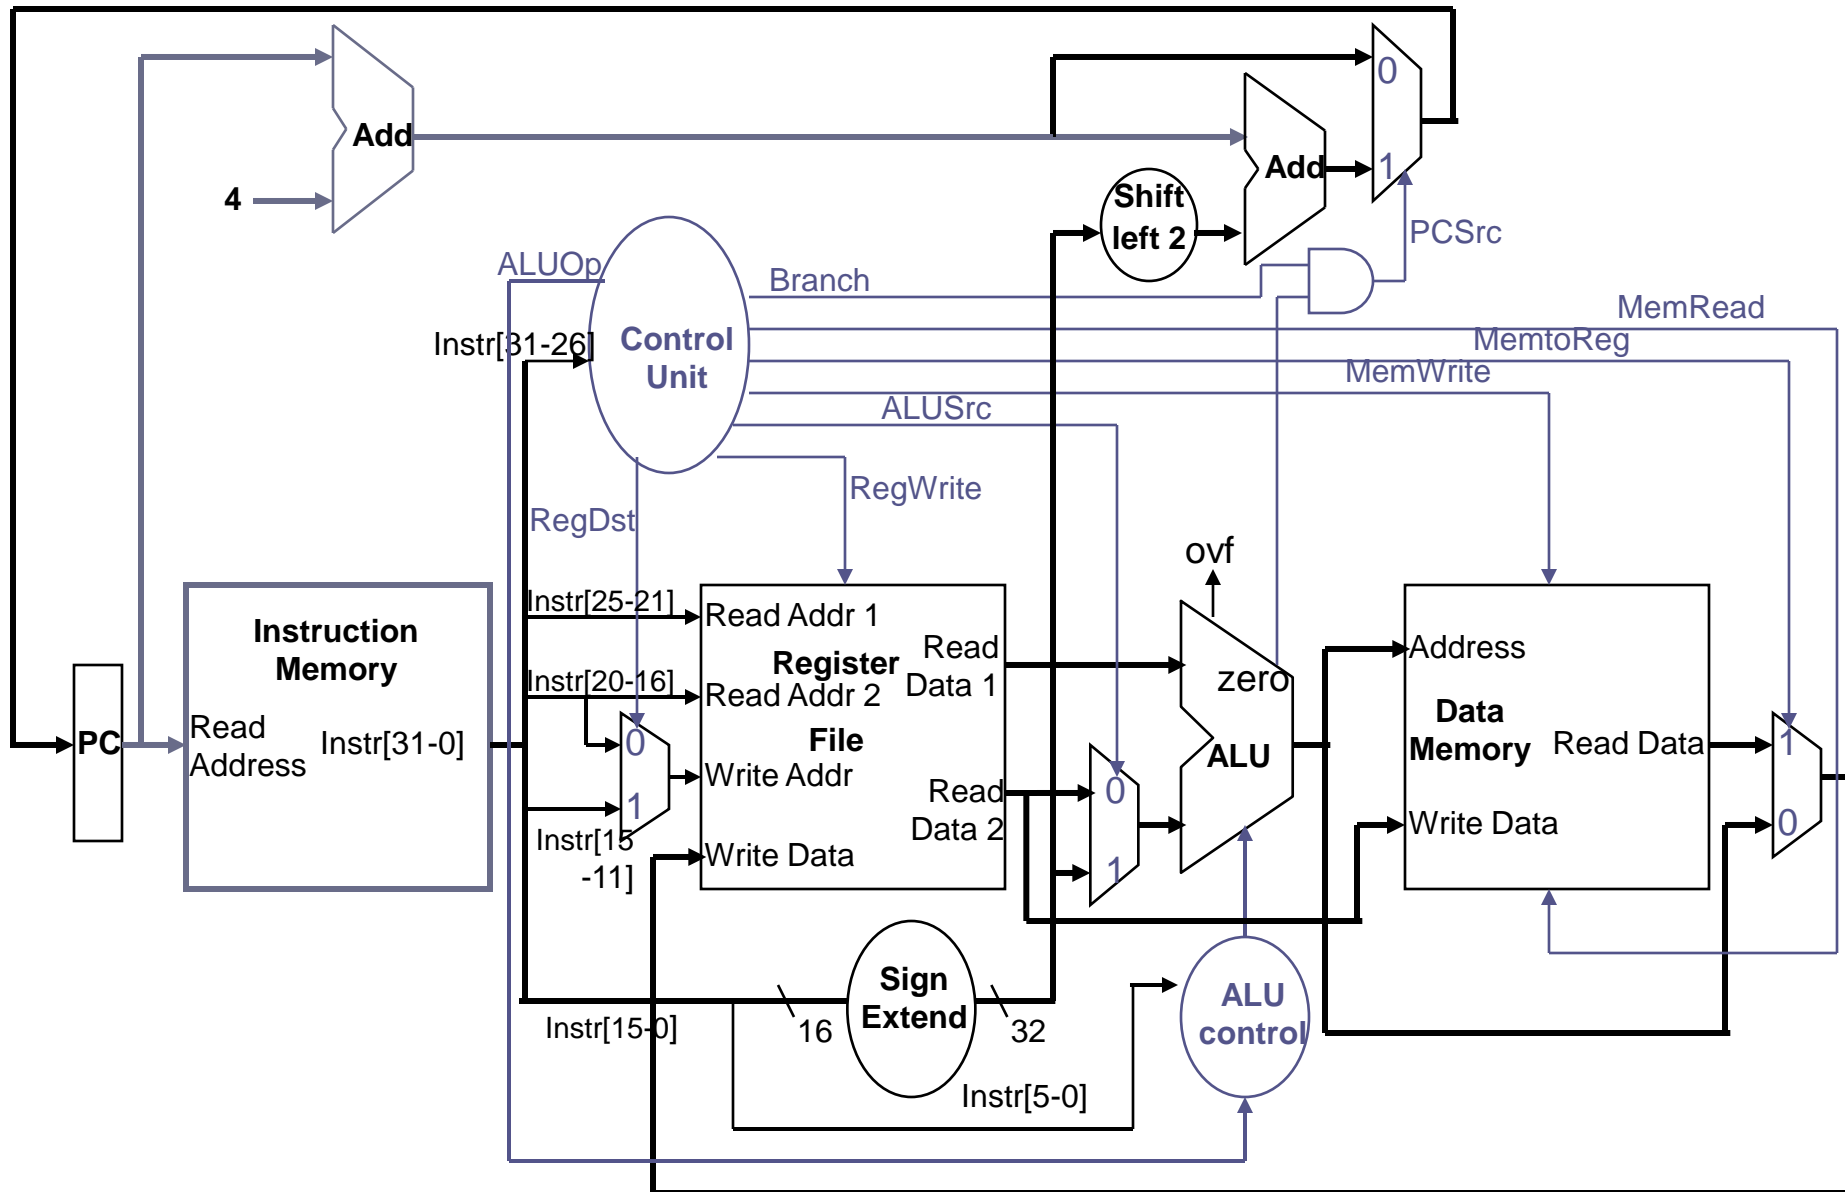 0
Add
Add
1
4
Shift
left 2
PCSrc
ALUOp
Branch
MemRead
Instr[31-26]
Control
Unit
MemtoReg
MemWrite
ALUSrc
RegWrite
RegDst
ovf
Instruction
Memory
Instr[25-21]
Read Addr 1
Register
Read
Data 1
Instr[20-16]
Read Addr 2
zero
Address
Data
Memory
PC
Read
Address
Instr[31-0]
0
File
Write Addr
ALU
Read Data
1
1
Read
Data 2
0
Instr[15
-11]
Write Data
1
Write Data
0
Sign
Extend
ALU
control
Instr[15-0]
16
32
Instr[5-0]